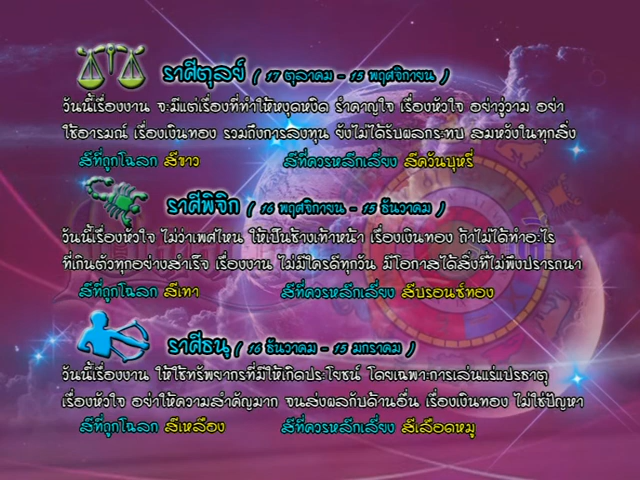 ราศีตุลย์ ( 17 ตุลาคม - 15 พฤศจิกายน )
วันนี้เรื่องงาน จะมีแต่เรื่องที่ทำให้หงุดหงิด รำคาญใจ เรื่องหัวใจ อย่าวู่วาม อย่า
ใช้อารมณ์ เรื่องเงินทอง รวมถึงการลงทุน ยังไม่ได้รับผลกระทบ สมหวังในทุกสิ่ง
สีที่ถูกโฉลก สีขาว สีที่ควรหลีกเลี่ยง สีควันบุหรี่
ราศีพิจิก ( 16 พฤศจิกายน - 15 ธันวาคม )
วันนี้เรื่องหัวใจ ไม่ว่าเพศไหน ให้เป็นช้างเท้าหน้า เรื่องเงินทอง ถ้าไม่ได้ทำอะไร
ที่เกินตัวทุกอย่างสำเร็จ เรื่องงาน ไม่มีใครดีทุกวัน มีโอกาสได้สิ่งที่ไม่พึงปรารถนา
สีที่ถูกโฉลก สีเทา สีที่ควรหลีกเลี่ยง สีบรอนซ์ทอง
ราศีธนู ( 16 ธันวาคม - 15 มกราคม )
วันนี้เรื่องงาน ให้ใช้ทรัพยากรที่มีให้เกิดประโยชน์ โดยเฉพาะการเล่นแร่แปรธาตุ
เรื่องหัวใจ อย่าให้ความสำคัญมาก จนส่งผลกับด้านอื่น เรื่องเงินทอง ไม่ใช่ปัญหา
สีที่ถูกโฉลก สีเหลือง สีที่ควรหลีกเลี่ยง สีเลือดหมู